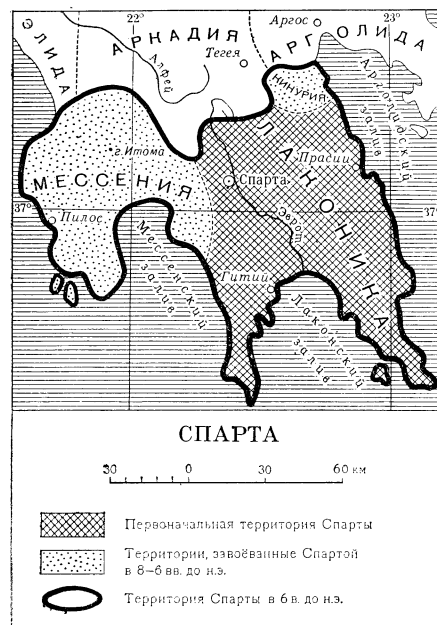 22°
23°
Аргос
ЭЛИДА
АРКАДИЯ
АРГОЛИДА
Тегея
Алфей
КИНУРИЯ
Арголидский
залив
г. Итома
ЛАКОНИКА
Прасии
МЕССЕНИЯ
Спарта
37°
37°
Пилос
Эврот
Мессенский
залив
Гитий
Лаконский
залив
СПАРТА
30 0 30 60 км
Первоначальная территория Спарты
Территории, завоёванные Спартой
в 8–6 вв. до н.э.
Территория Спарты в 6 в. до н.э.